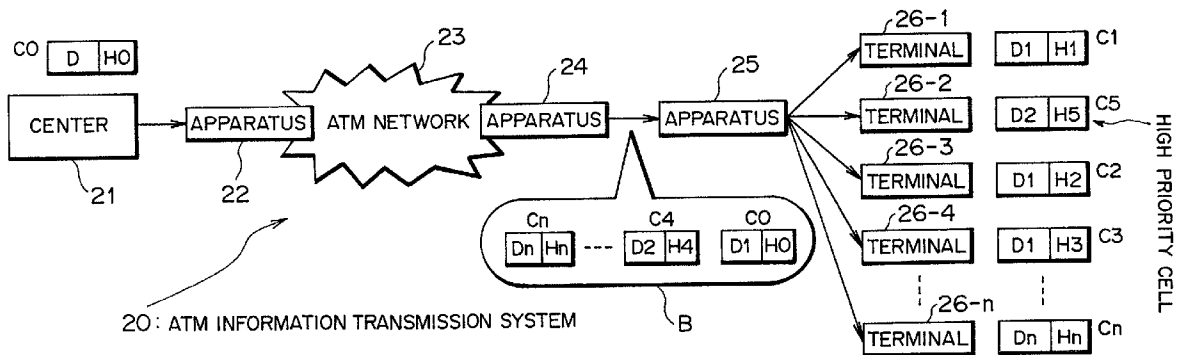 C0
D H0
CENTER
21
APPARATUS
22
23
ATM NETWORK
24
APPARATUS
25
APPARATUS
Cn C4 C0
Dn Hn D2 H4 D1 H0
B
20: ATM INFORMATION TRANSMISSION SYSTEM
26-1
TERMINAL D1 H1 C1
26-2
TERMINAL D2 H5 C5
26-3
TERMINAL D1 H2 C2
26-4
TERMINAL D1 H3 C3
26-n
TERMINAL Dn Hn Cn
HIGH PRIORITY CELL